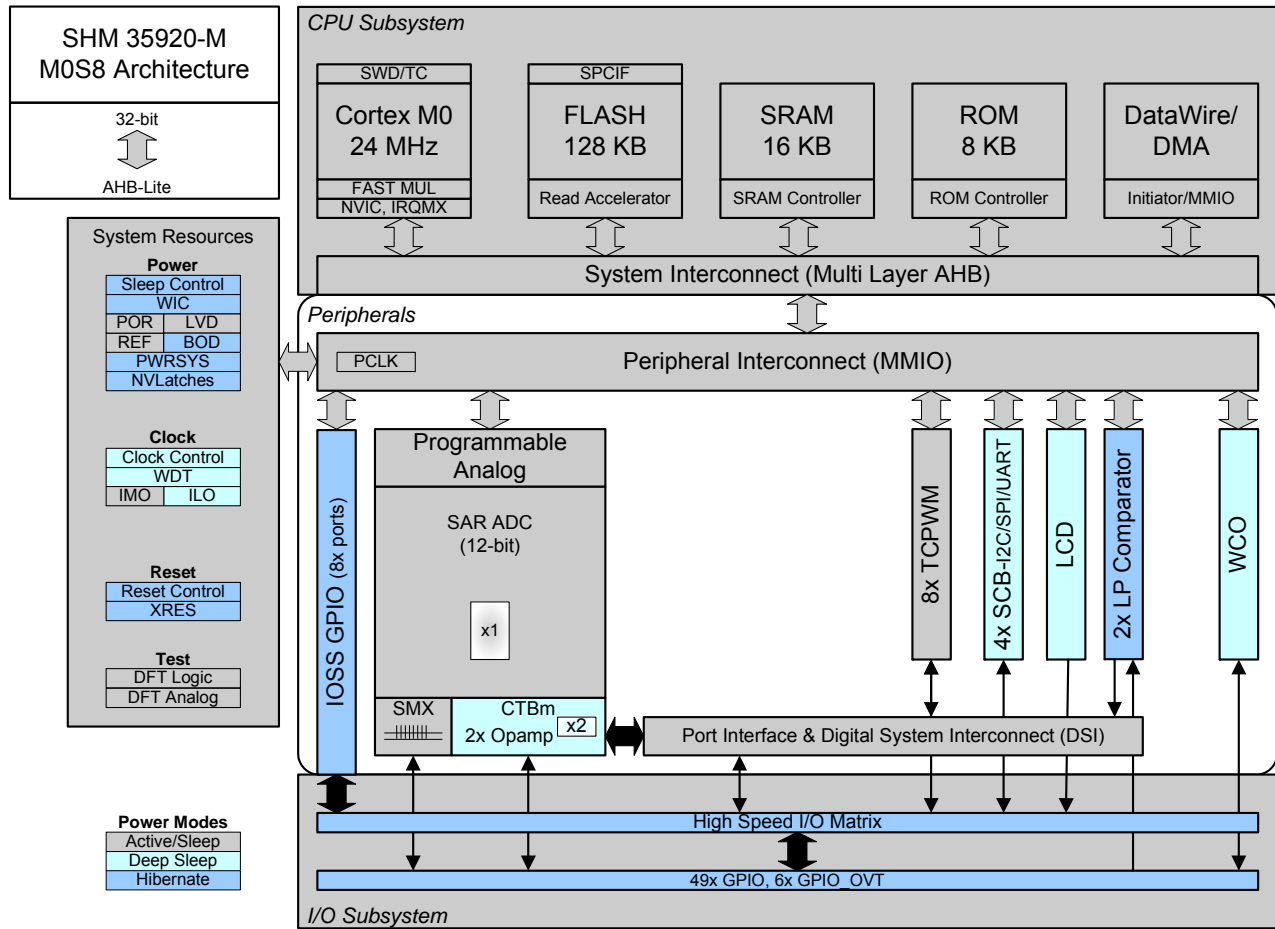 SHM 35920-M
M0S8 Architecture
32-bit
AHB-Lite
CPU Subsystem
SWD/TC
Cortex M0
24 MHz
FAST MUL
NVIC, IRQMX
SPCIF
FLASH
128 KB
Read Accelerator
SRAM
16 KB
SRAM Controller
ROM
8 KB
ROM Controller
DataWire/
DMA
Initiator/MMIO
System Interconnect (Multi Layer AHB)
System Resources
Power
Sleep Control
WIC
POR LVD
REF BOD
PWRSYS
NVLatches
Clock
Clock Control
WDT
IMO ILO
Reset
Reset Control
XRES
Test
DFT Logic
DFT Analog
Peripherals
PCLK
Peripheral Interconnect (MMIO)
IOSS GPIO (8x ports)
Programmable
Analog
SAR ADC
(12-bit)
x1
SMX
CTBm
2x Opamp
x2
8x TCPWM
4x SCB-I2C/SPI/UART
LCD
2x LP Comparator
WCO
Port Interface & Digital System Interconnect (DSI)
High Speed I/O Matrix
49x GPIO, 6x GPIO_OVT
I/O Subsystem
Power Modes
Active/Sleep
Deep Sleep
Hibernate